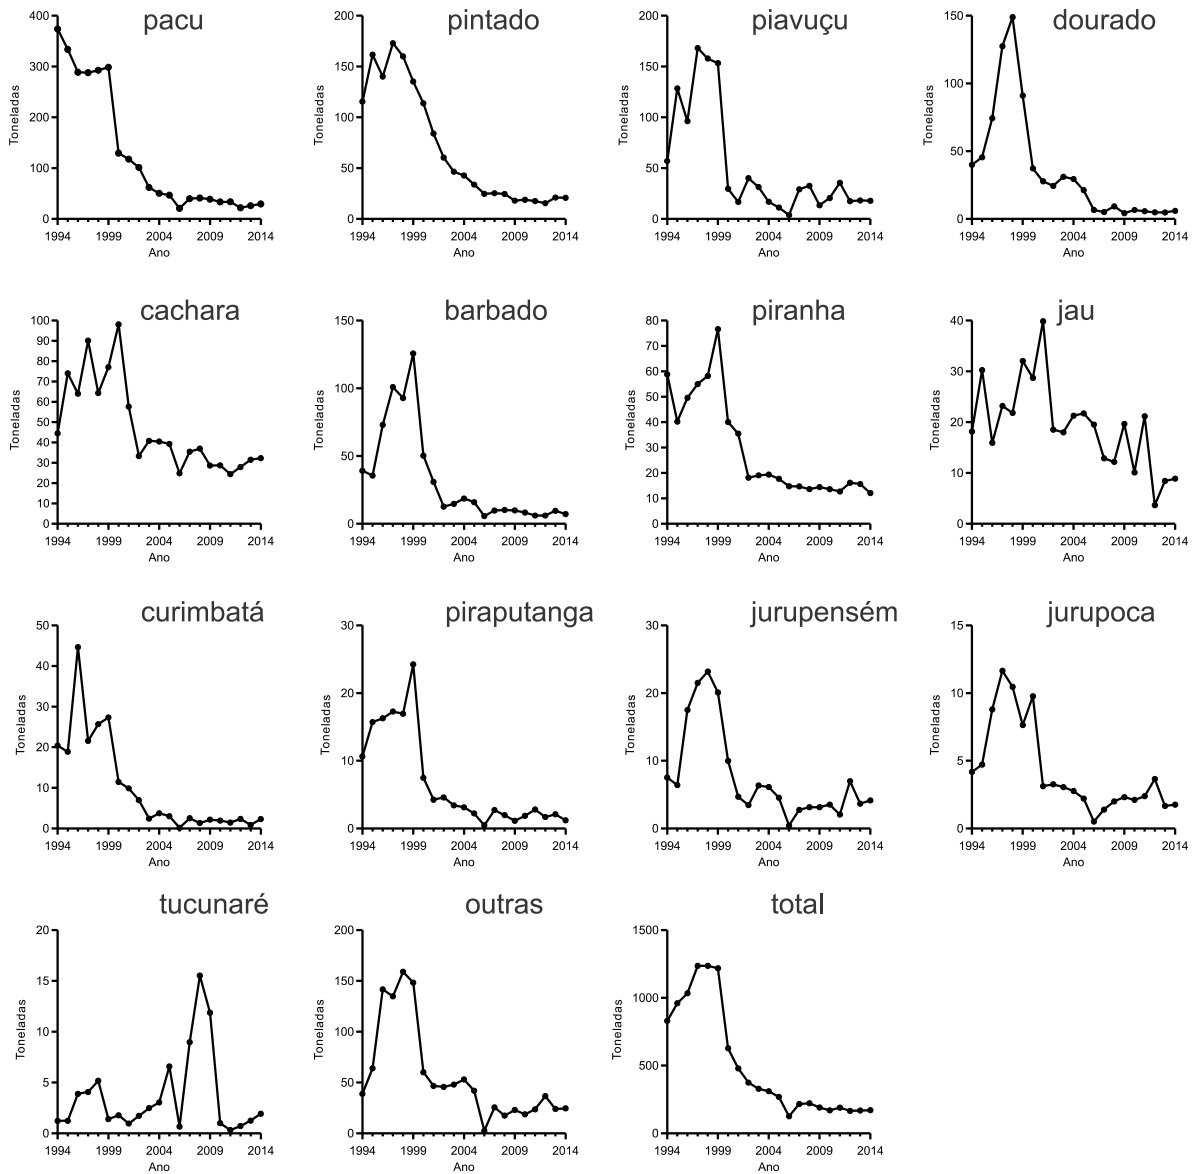 pacu
400
300
200
100
0
Toneladas
1994 1999 2004 2009 2014
Ano
pintado
200
150
100
50
0
Toneladas
1994 1999 2004 2009 2014
Ano
piavuçu
200
150
100
50
0
Toneladas
1994 1999 2004 2009 2014
Ano
dourado
150
100
50
0
Toneladas
1994 1999 2004 2009 2014
Ano
cachara
100
90
80
70
60
50
40
30
20
10
0
Toneladas
1994 1999 2004 2009 2014
Ano
barbado
150
100
50
0
Toneladas
1994 1999 2004 2009 2014
Ano
piranha
80
70
60
50
40
30
20
10
0
Toneladas
1994 1999 2004 2009 2014
Ano
jau
40
30
20
10
0
Toneladas
1994 1999 2004 2009 2014
Ano
curimbatá
50
40
30
20
10
0
Toneladas
1994 1999 2004 2009 2014
Ano
piraputanga
30
20
10
0
Toneladas
1994 1999 2004 2009 2014
Ano
jurupensém
30
20
10
0
Toneladas
1994 1999 2004 2009 2014
Ano
jurupoca
15
10
5
0
Toneladas
1994 1999 2004 2009 2014
Ano
tucunaré
20
15
10
5
0
Toneladas
1994 1999 2004 2009 2014
Ano
outras
200
150
100
50
0
Toneladas
1994 1999 2004 2009 2014
Ano
total
1500
1000
500
0
Toneladas
1994 1999 2004 2009 2014
Ano